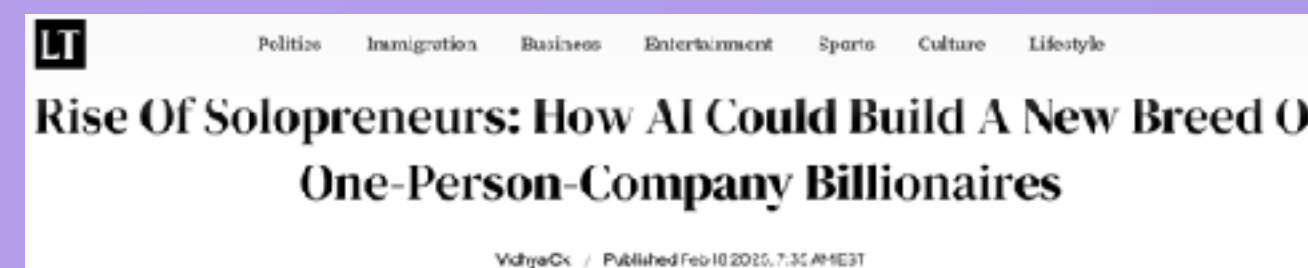 LT
Politics Immigration Business Entertainment Sports Culture Lifestyle
Rise Of Solopreneurs: How AI Could Build A New Breed O
One-Person-Company Billionaires
Published Feb